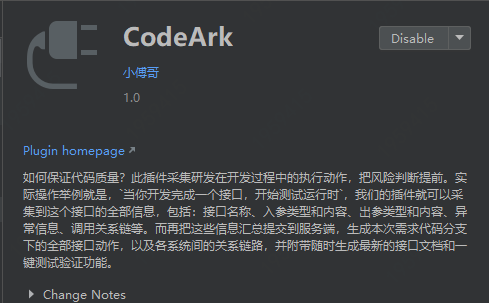 CodeArk
Disable
小傅哥
1.0
Plugin homepage
如何保证代码质量？此插件采集研发在开发过程中的执行动作，把风险判断提前。实
际操作举例就是，`当你开发完成一个接口，开始测试运行时`，我们的插件就可以采
集到这个接口的全部信息，包括：接口名称、入参类型和内容、出参类型和内容、异
常信息、调用关系链等。而再把这些信息汇总提交到服务端，生成本次需求代码分支
下的全部接口动作，以及各系统间的关系链路，并附带随时生成最新的接口文档和一
键测试验证功能。
Change Notes